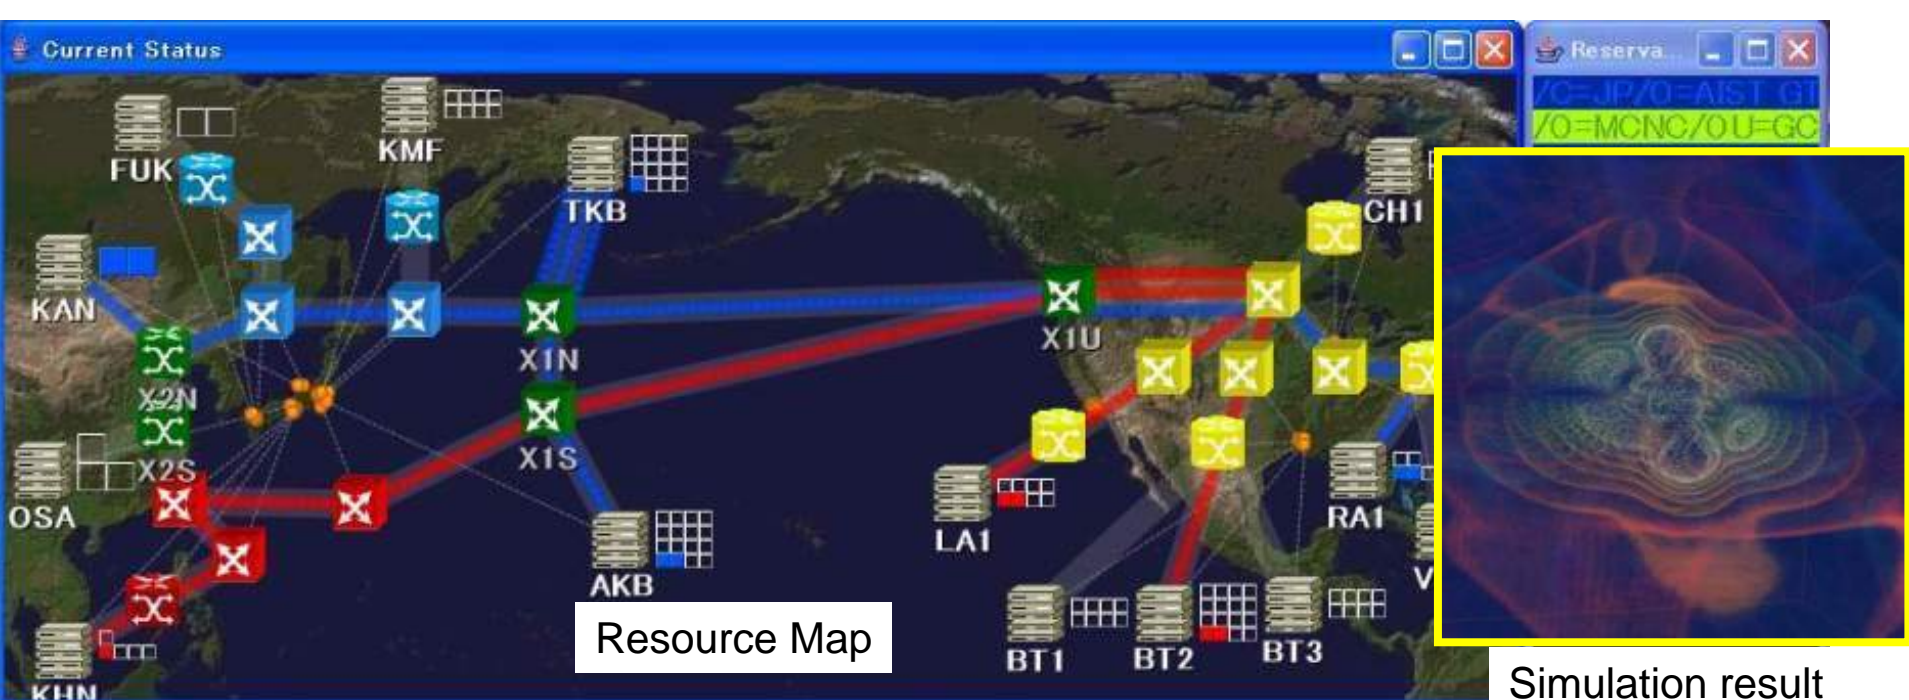 Current Status
Reserva...
/C=JP/O=AIST GT
/O=MCNC/OU=GC
FUK
KMF
TKB
CH1
KAN
X1N
X1U
X2N
X1S
X2S
OSA
LA1
RA1
AKB
V
BT1
BT2
BT3
KHN
Resource Map
Simulation result